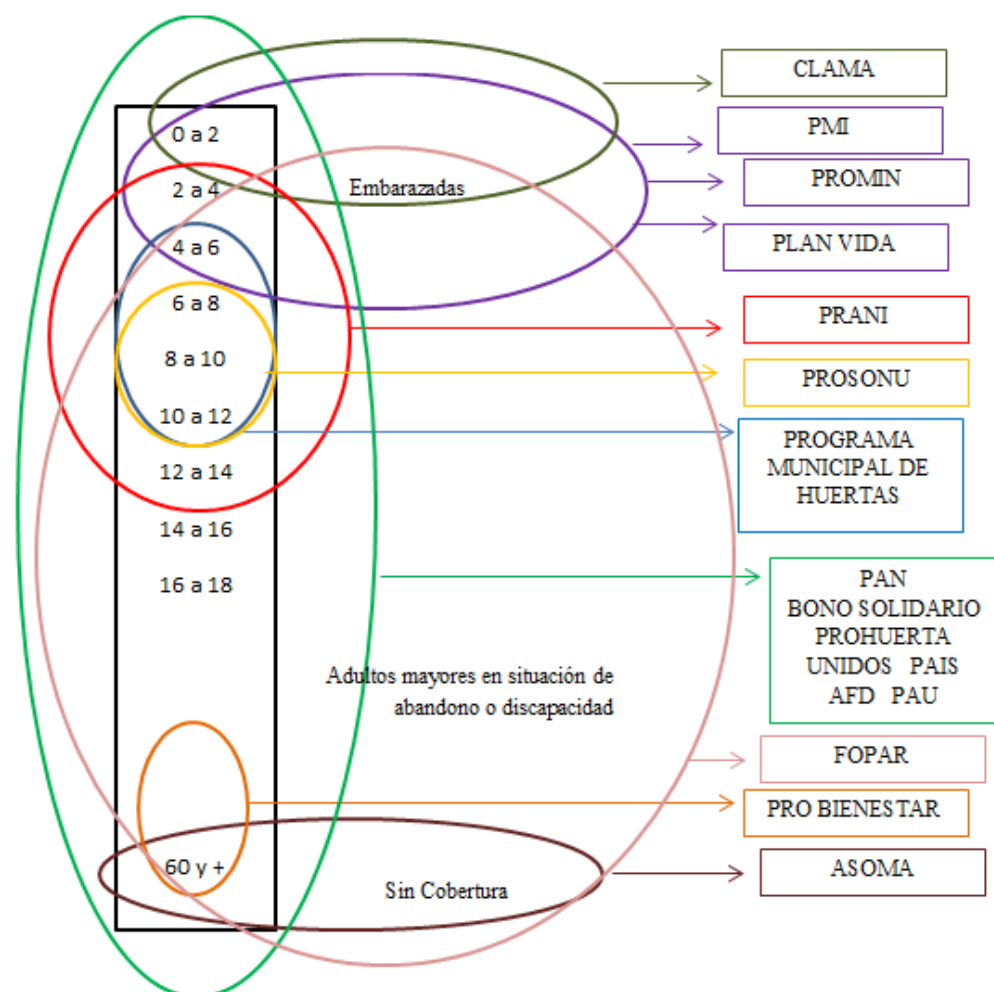 CLAMA
0 a 2
PMI
2 a 4
Embarazadas
PROMIN
4 a 6
PLAN VIDA
6 a 8
PRANI
8 a 10
PROSONU
10 a 12
PROGRAMA
MUNICIPAL DE
HUERTAS
12 a 14
14 a 16
16 a 18
PAN
BONO SOLIDARIO
PROHUERTA
UNIDOS PAIS
AFD PAU
Adultos mayores en situación de
abandono o discapacidad
FOPAR
PRO BIENESTAR
60 y +
Sin Cobertura
ASOMA